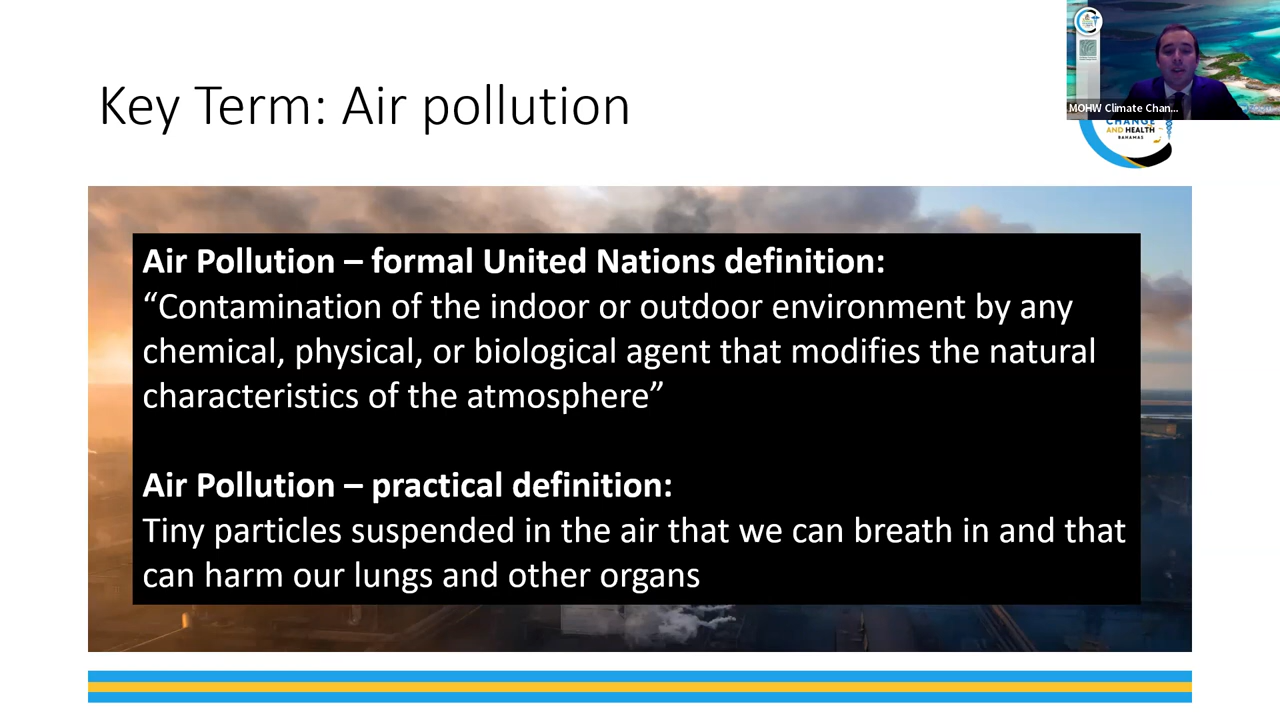 Key Term: Air pollution
MOHW Climate Chan...
CHANGE
AND HEALTH
BAHAMAS
Air Pollution – formal United Nations definition:
“Contamination of the indoor or outdoor environment by any
chemical, physical, or biological agent that modifies the natural
characteristics of the atmosphere”
Air Pollution – practical definition:
Tiny particles suspended in the air that we can breath in and that
can harm our lungs and other organs